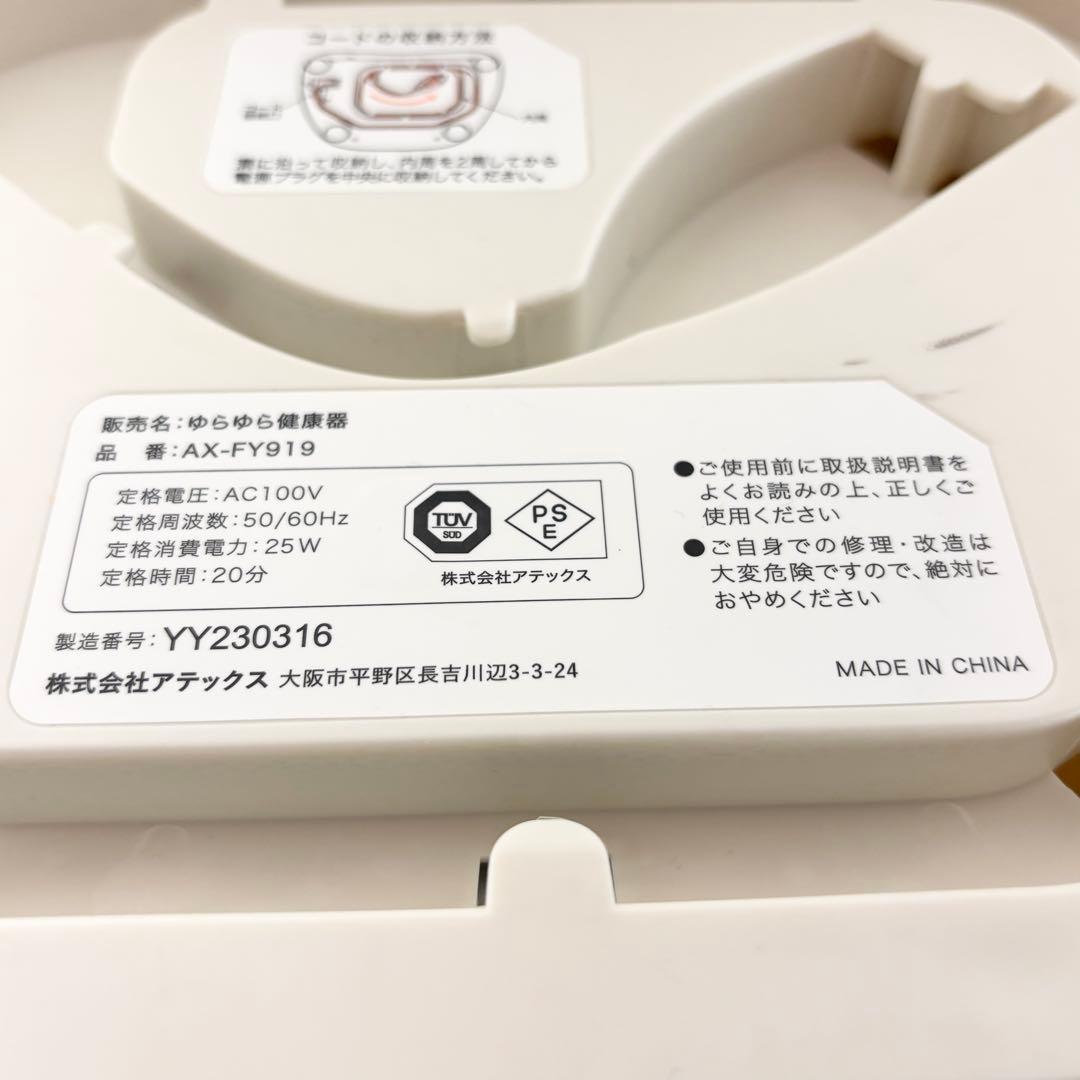 コードの収納方法
溝に沿って収納し、内周を2周してから
電源プラグを中央に収納してください。
販売名:ゆらゆら健康器
品 番:AX-FY919
定格電圧:AC100V
定格周波数:50/60Hz
定格消費電力:25W
定格時間:20分
TÜV
SÜD
PS
E
株式会社アテックス
●ご使用前に取扱説明書を
よくお読みの上、正しくご
使用ください
●ご自身での修理・改造は
大変危険ですので、絶対に
おやめください
製造番号:YY230316
株式会社アテックス 大阪市平野区長吉川辺3-3-24
MADE IN CHINA